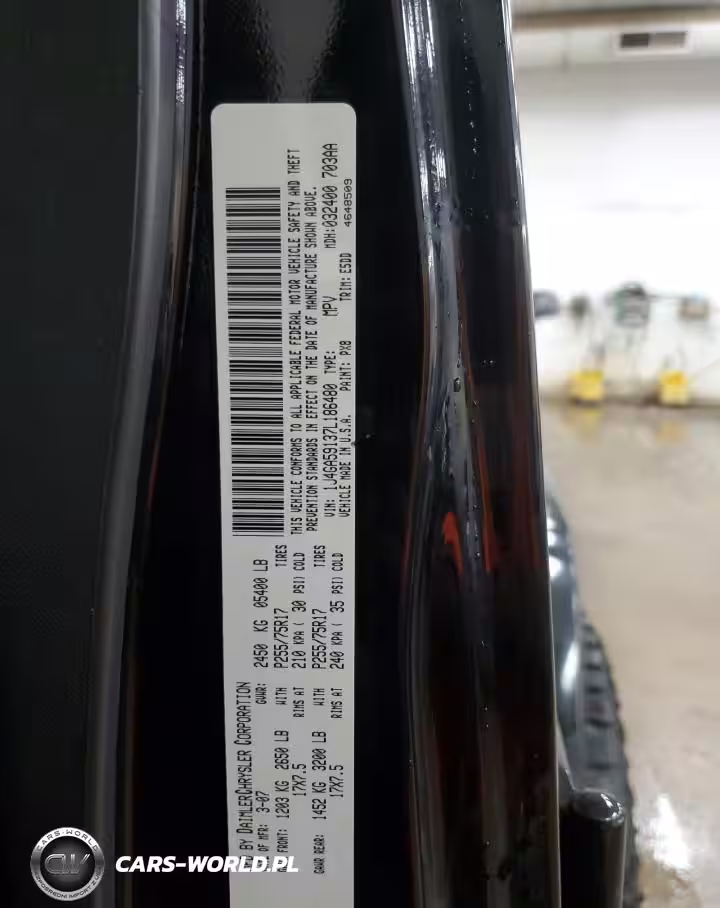 BY DAIMLERCHRYSLER CORPORATION
OF MFR: 3-07 GVWR: 2450 KG 05400 LB
FRONT: 1203 KG 2650 LB WITH P255/75R17 TIRES
17X7.5 RIMS AT 210 KPA ( 30 PSI) COLD
GAWR REAR: 1452 KG 3200 LB WITH P255/75R17 TIRES
17X7.5 RIMS AT 240 KPA ( 35 PSI) COLD
THIS VEHICLE CONFORMS TO ALL APPLICABLE FEDERAL MOTOR VEHICLE SAFETY AND THEFT
PREVENTION STANDARDS IN EFFECT ON THE DATE OF MANUFACTURE SHOWN ABOVE.
VIN: 1J4GA59137L186480 TYPE: MPV MDH: 032400 703AA
VEHICLE MADE IN U.S.A. PAINT: PX8 TRIM: E5DD 4648509
CARS-WORLD
CW
CARS-WORLD.PL